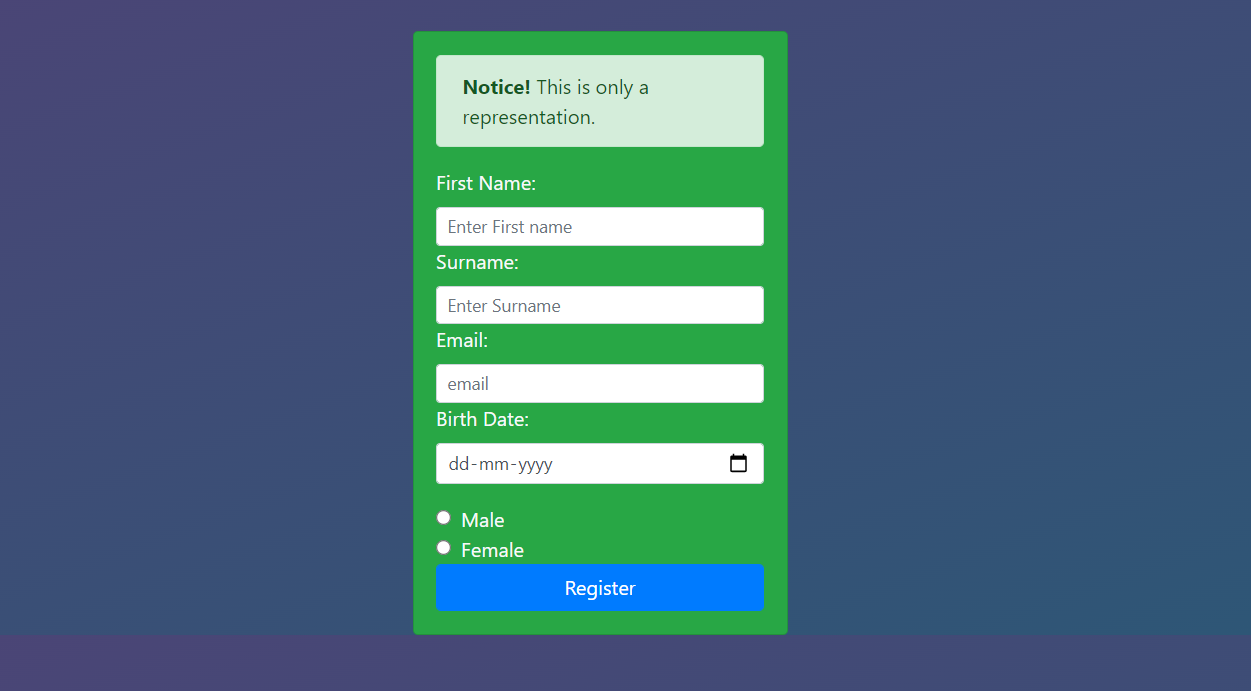 Notice! This is only a
representation.
First Name:
Enter First name
Surname:
Enter Surname
Email:
email
Birth Date:
dd-mm-yyyy
Male
Female
Register